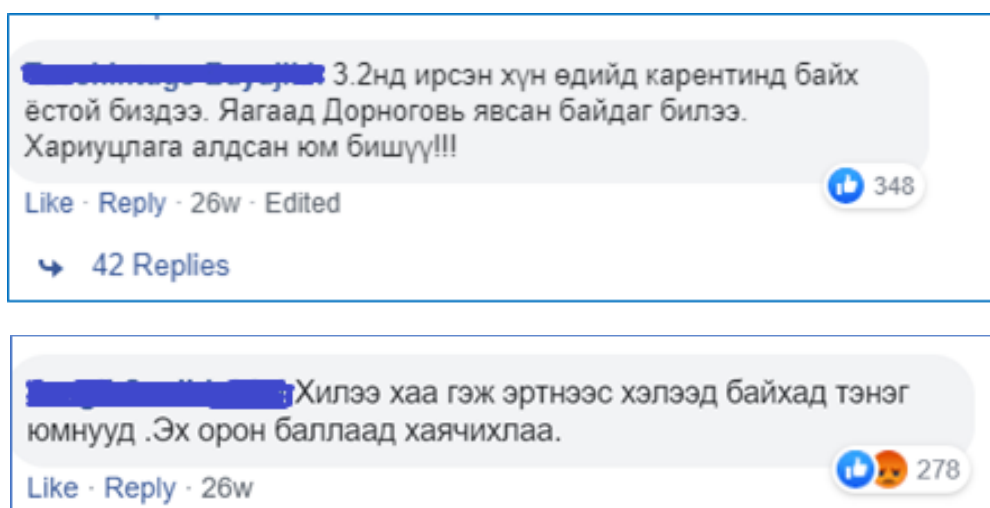 3.2нд ирсэн хүн өдийд карентинд байх
ёстой биздээ. Яагаад Дорноговь явсан байдаг билээ.
Хариуцлага алдсан юм бишүү!!!
348
Like · Reply · 26w · Edited
42 Replies
Хилээ хаа гэж эртнээс хэлээд байхад тэнэг
юмнууд .Эх орон баллаад хаячихлаа.
278
Like · Reply · 26w